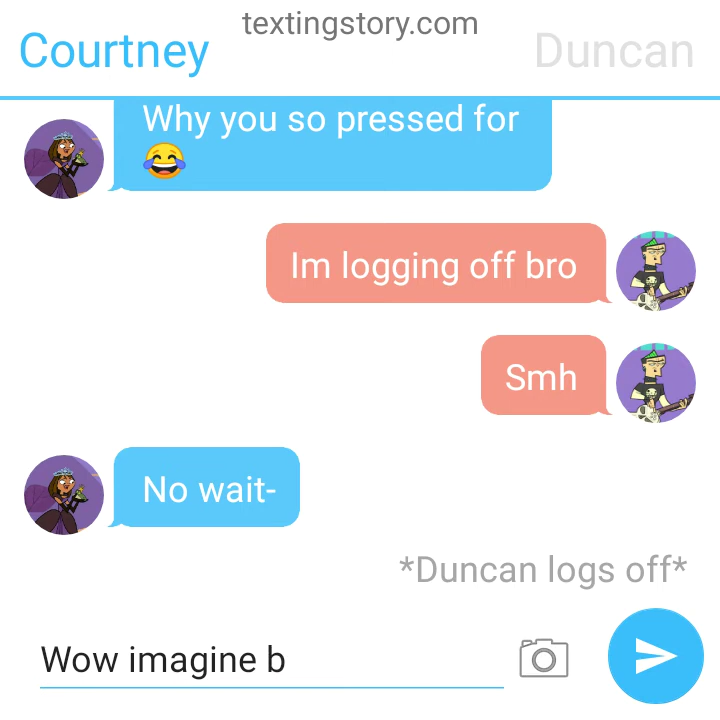 textingstory.com
Courtney
Duncan
Why you so pressed for
😂
Im logging off bro
Smh
No wait-
*Duncan logs off*
Wow imagine b